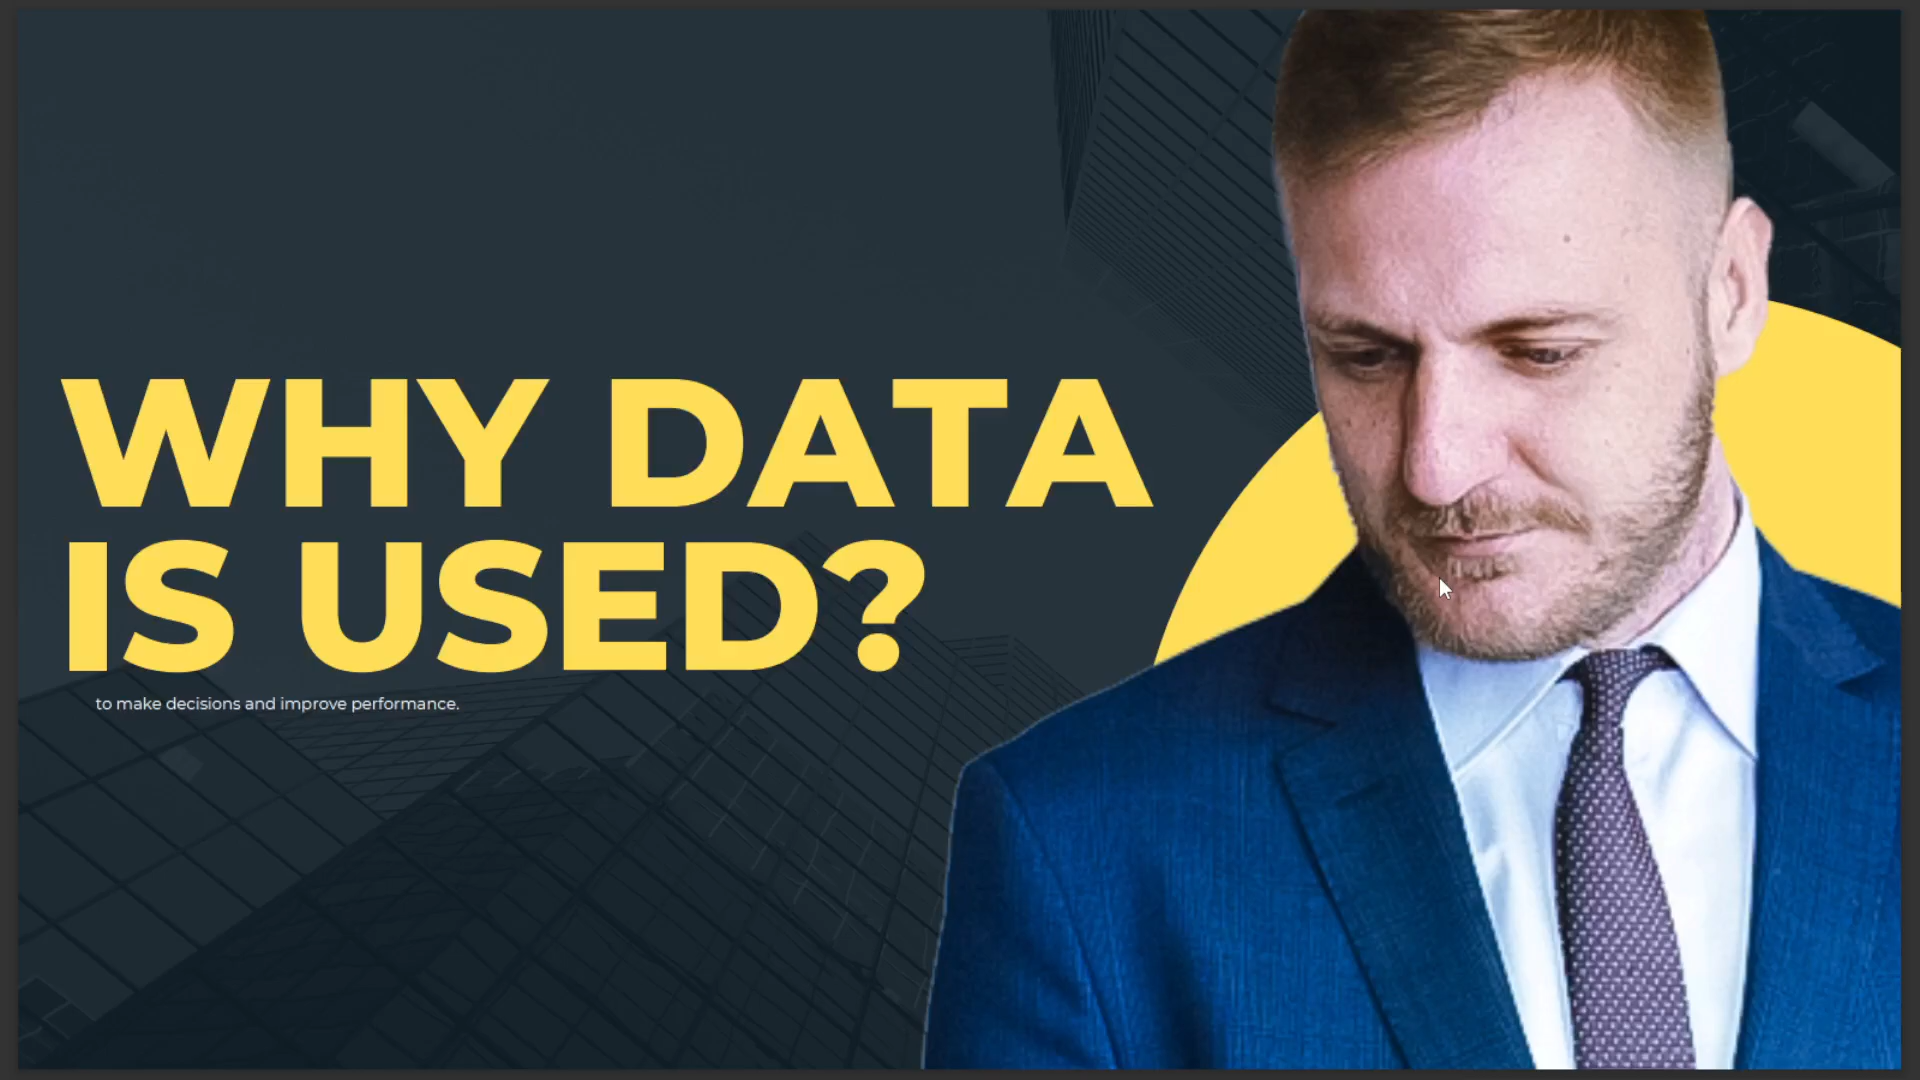 WHY DATA
IS USED?
to make decisions and improve performance.